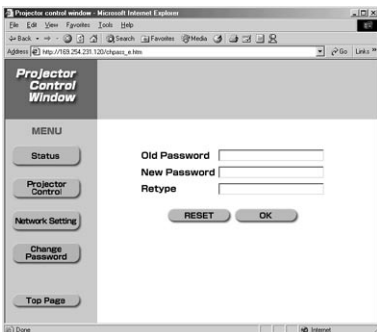 Projector control window - Microsoft Internet Explorer
File Edit View Favorites Tools Help
Back Search Favorites Media
Address http://169.254.231.120/chpass_e.htm Go Links »
Projector
Control
Window
MENU
Status
Projector
Control
Network Setting
Change
Password
Top Page
Old Password
New Password
Retype
RESET OK
Done Internet